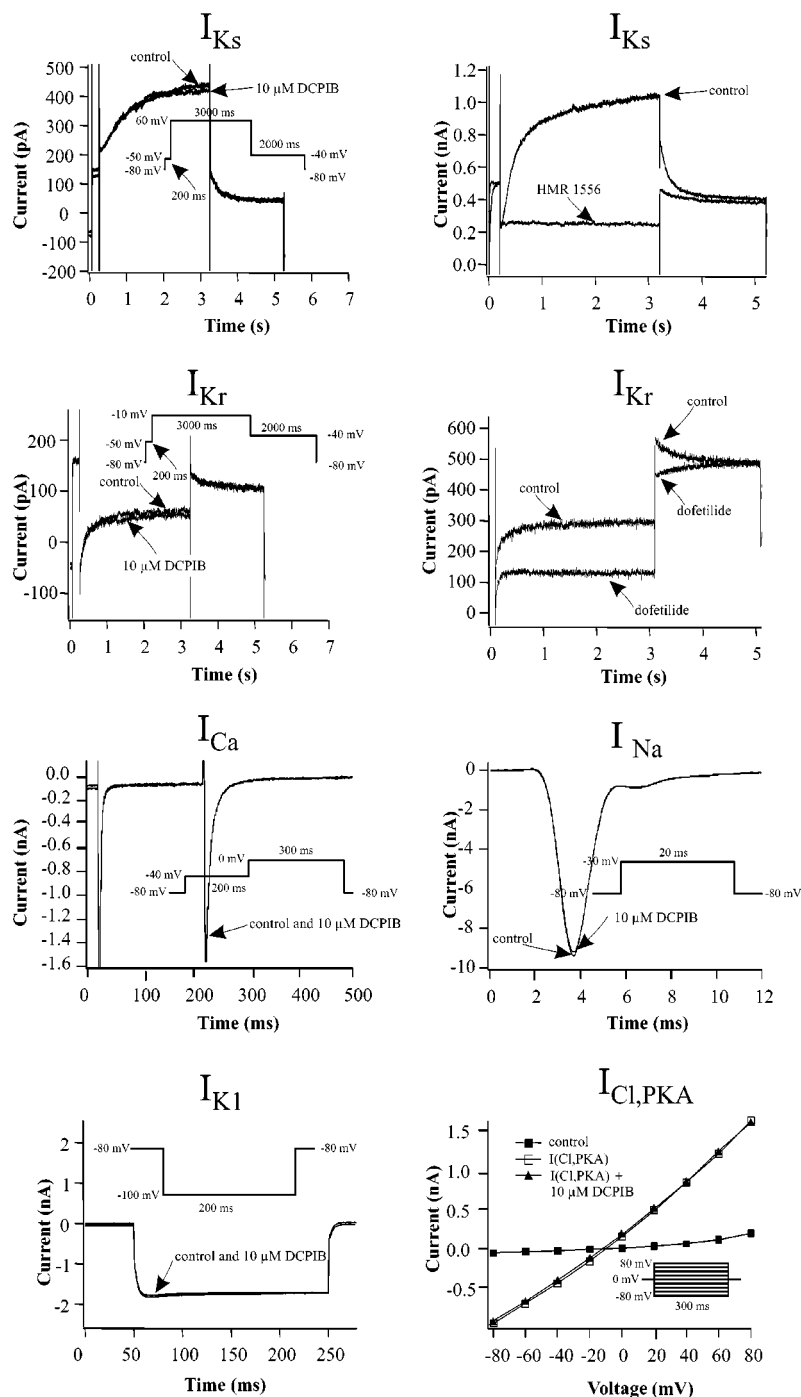 I_Ks
control
10 µM DCPIB
500
400
300
200
100
0
-100
-200
Current (pA)
60 mV
3000 ms
-50 mV
-80 mV
200 ms
2000 ms
-40 mV
-80 mV
0 1 2 3 4 5 6 7
Time (s)
I_Ks
1.2
1.0
0.8
0.6
0.4
0.2
0.0
Current (nA)
control
HMR 1556
0 1 2 3 4 5
Time (s)
I_Kr
-10 mV
3000 ms
2000 ms
-50 mV
-80 mV
200 ms
-40 mV
-80 mV
200
100
0
-100
Current (pA)
control
10 µM DCPIB
0 1 2 3 4 5 6 7
Time (s)
I_Kr
600
500
400
300
200
100
0
Current (pA)
control
dofetilide
control
dofetilide
0 1 2 3 4 5
Time (s)
I_Ca
0.0
-0.2
-0.4
-0.6
-0.8
-1.0
-1.2
-1.4
-1.6
Current (nA)
0 mV
300 ms
-40 mV
-80 mV
200 ms
-80 mV
control and 10 µM DCPIB
0 100 200 300 400 500
Time (ms)
I_Na
0
-2
-4
-6
-8
-10
Current (nA)
-30 mV
20 ms
-80 mV
-80 mV
10 µM DCPIB
control
0 2 4 6 8 10 12
Time (ms)
I_K1
2
1
0
-1
-2
Current (nA)
-80 mV
-80 mV
-100 mV
200 ms
control and 10 µM DCPIB
0 50 100 150 200 250
Time (ms)
I_Cl,PKA
1.5
1.0
0.5
0.0
-0.5
Current (nA)
control
I(Cl,PKA)
I(Cl,PKA) +
10 µM DCPIB
80 mV
0 mV
-80 mV
300 ms
-80 -60 -40 -20 0 20 40 60 80
Voltage (mV)